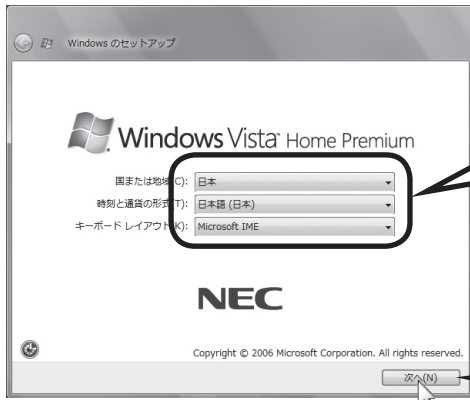 Windows のセットアップ
Windows Vista™ Home Premium
国または地域(C): 日本
時刻と通貨の形式(T): 日本語 (日本)
キーボード レイアウト(K): Microsoft IME
NEC
Copyright © 2006 Microsoft Corporation. All rights reserved.
次へ(N)